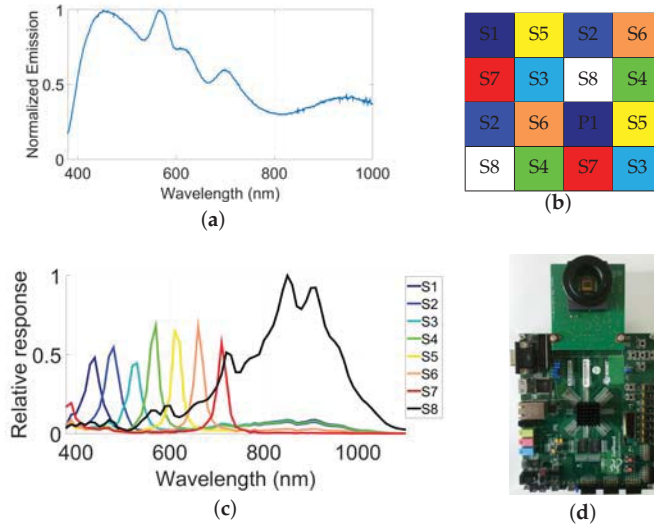 1
0.5
0
400
600
800
1000
Normalized Emission
Wavelength (nm)
(a)
S1 S5 S2 S6
S7 S3 S8 S4
S2 S6 P1 S5
S8 S4 S7 S3
(b)
1
0.5
0
400
600
800
1000
Relative response
Wavelength (nm)
S1
S2
S3
S4
S5
S6
S7
S8
(c)
(d)